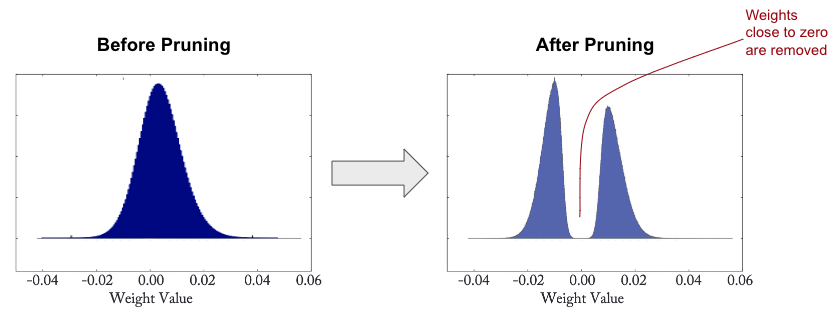 Weights
close to zero
are removed
Before Pruning
After Pruning
-0.04 -0.02 0.00 0.02 0.04 0.06
Weight Value
-0.04 -0.02 0.00 0.02 0.04 0.06
Weight Value